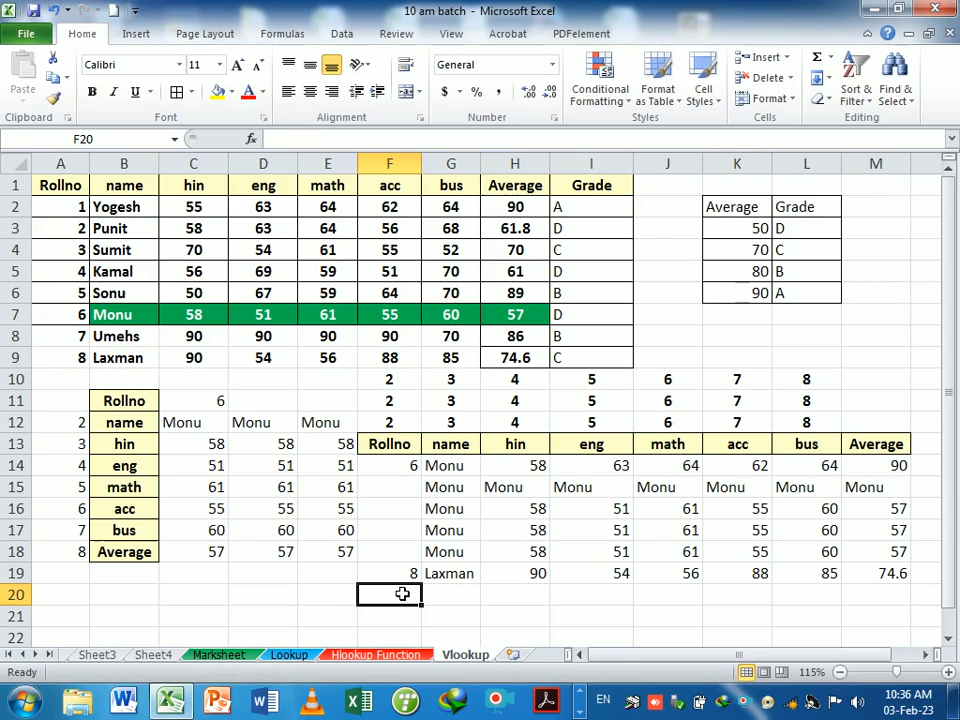 10 am batch - Microsoft Excel
File Home Insert Page Layout Formulas Data Review View Acrobat PDFelement
Paste Calibri 11 A A General Conditional Formatting Format as Table Cell Styles Insert Delete Format Sort & Filter Find & Select
B I U A $ % ,
Clipboard Font Alignment Number Styles Cells Editing
F20 fx
A B C D E F G H I J K L M
1 Rollno name hin eng math acc bus Average Grade
2 1 Yogesh 55 63 64 62 64 90 A Average Grade
3 2 Punit 58 63 64 56 68 61.8 D 50 D
4 3 Sumit 70 54 61 55 52 70 C 70 C
5 4 Kamal 56 69 59 51 70 61 D 80 B
6 5 Sonu 50 67 59 64 70 89 B 90 A
7 6 Monu 58 51 61 55 60 57 D
8 7 Umehs 90 90 90 90 70 86 B
9 8 Laxman 90 54 56 88 85 74.6 C
10 2 3 4 5 6 7 8
11 Rollno 6 2 3 4 5 6 7 8
12 2 name Monu Monu Monu 2 3 4 5 6 7 8
13 3 hin 58 58 58 Rollno name hin eng math acc bus Average
14 4 eng 51 51 51 6 Monu 58 63 64 62 64 90
15 5 math 61 61 61 Monu Monu Monu Monu Monu Monu Monu
16 6 acc 55 55 55 Monu 58 51 61 55 60 57
17 7 bus 60 60 60 Monu 58 51 61 55 60 57
18 8 Average 57 57 57 Monu 58 51 61 55 60 57
19 8 Laxman 90 54 56 88 85 74.6
20
21
22
Sheet3 Sheet4 Marksheet Lookup Hlookup Function Vlookup
Ready 115%
EN 10:36 AM
03-Feb-23